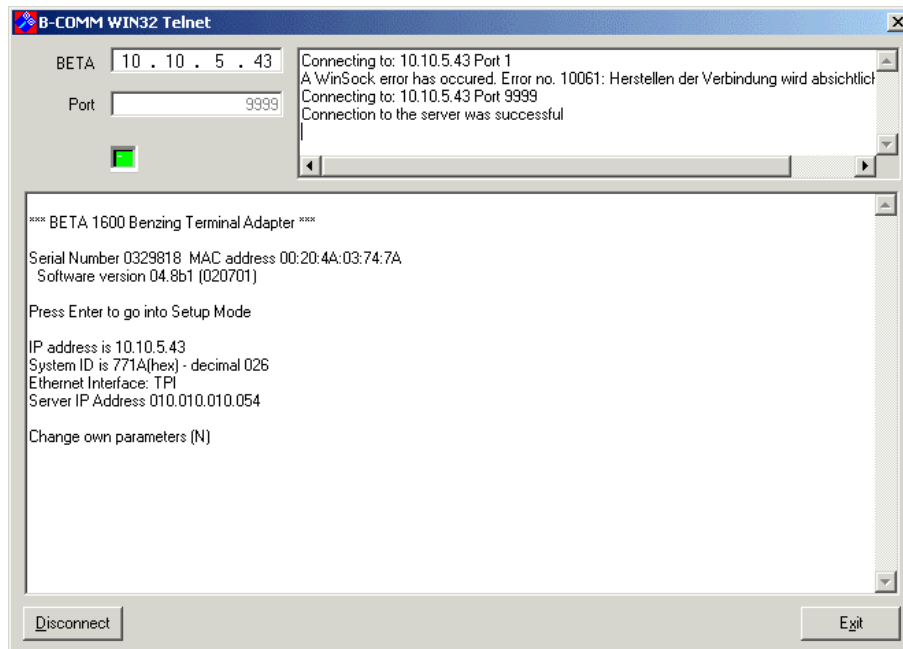 B-COMM WIN32 Telnet
BETA 10 . 10 . 5 . 43
Port 9999
Connecting to: 10.10.5.43 Port 1
A WinSock error has occured. Error no. 10061: Herstellen der Verbindung wird absichtlich
Connecting to: 10.10.5.43 Port 9999
Connection to the server was successful
*** BETA 1600 Benzing Terminal Adapter ***
Serial Number 0329818 MAC address 00:20:4A:03:74:7A
Software version 04.8b1 (020701)
Press Enter to go into Setup Mode
IP address is 10.10.5.43
System ID is 771A(hex) - decimal 026
Ethernet Interface: TPI
Server IP Address 010.010.010.054
Change own parameters (N)
Disconnect
Exit